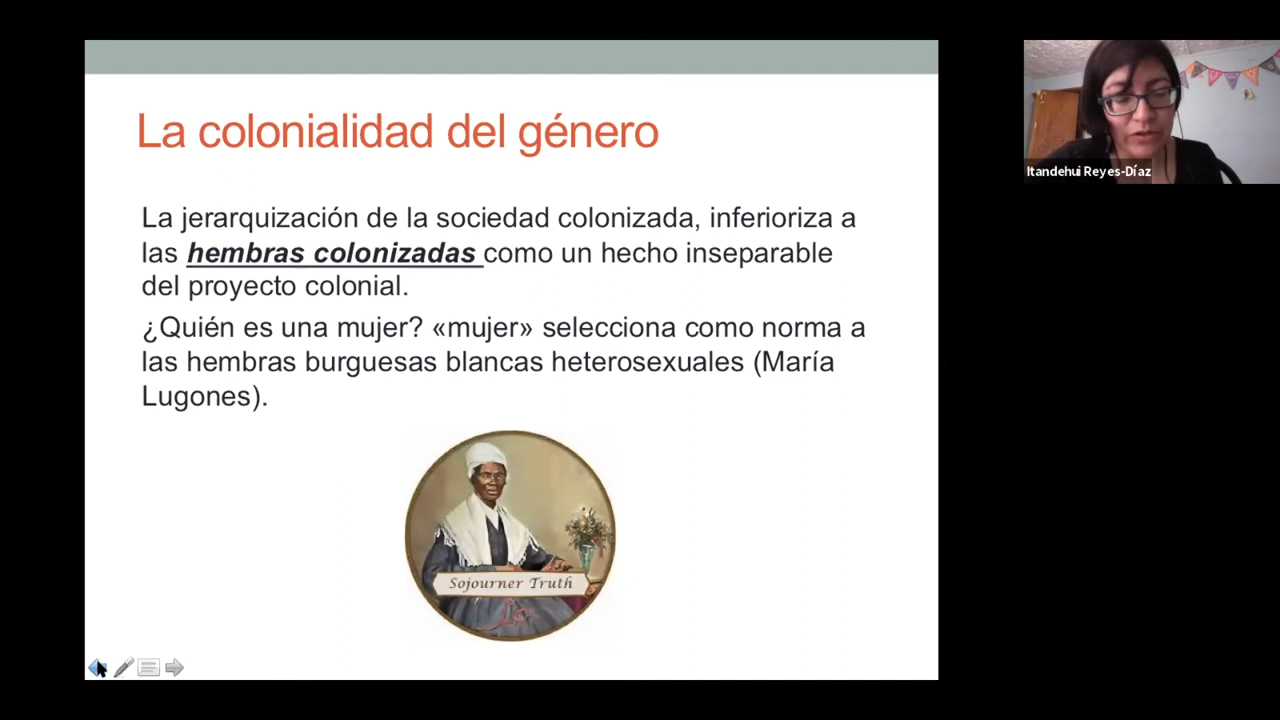 La colonialidad del género
La jerarquización de la sociedad colonizada, inferioriza a
las hembras colonizadas como un hecho inseparable
del proyecto colonial.
¿Quién es una mujer? «mujer» selecciona como norma a
las hembras burguesas blancas heterosexuales (María
Lugones).
Sojourner Truth
Itandehui Reyes-Díaz